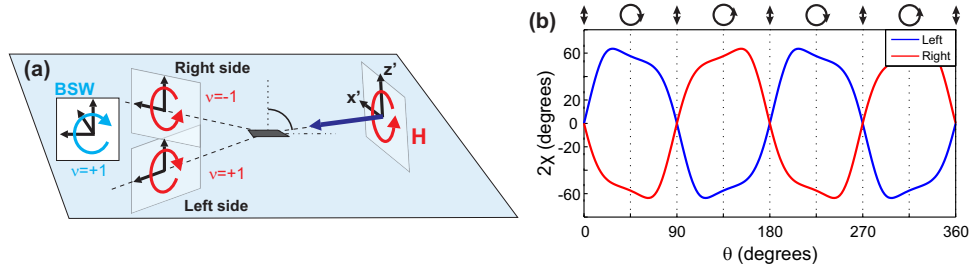 (a)
BSW
ν=+1
Right side
ν=-1
ν=+1
Left side
z'
x'
H
(b)
2χ (degrees)
60
20
0
-20
-60
0
90
180
270
360
θ (degrees)
Left
Right